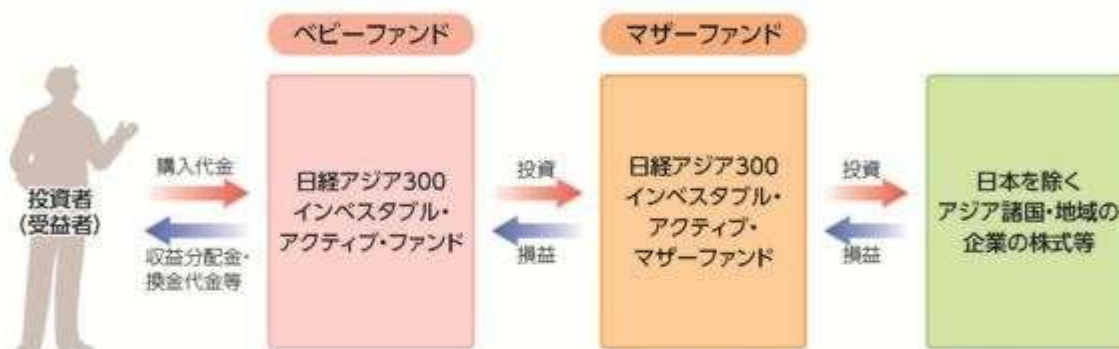 ベビーファンド
マザーファンド
投資者
(受益者)
購入代金
収益分配金・
換金代金等
日経アジア300
インベスタブル・
アクティブ・ファンド
投資
損益
日経アジア300
インベスタブル・
アクティブ・
マザーファンド
投資
損益
日本を除く
アジア諸国・地域の
企業の株式等